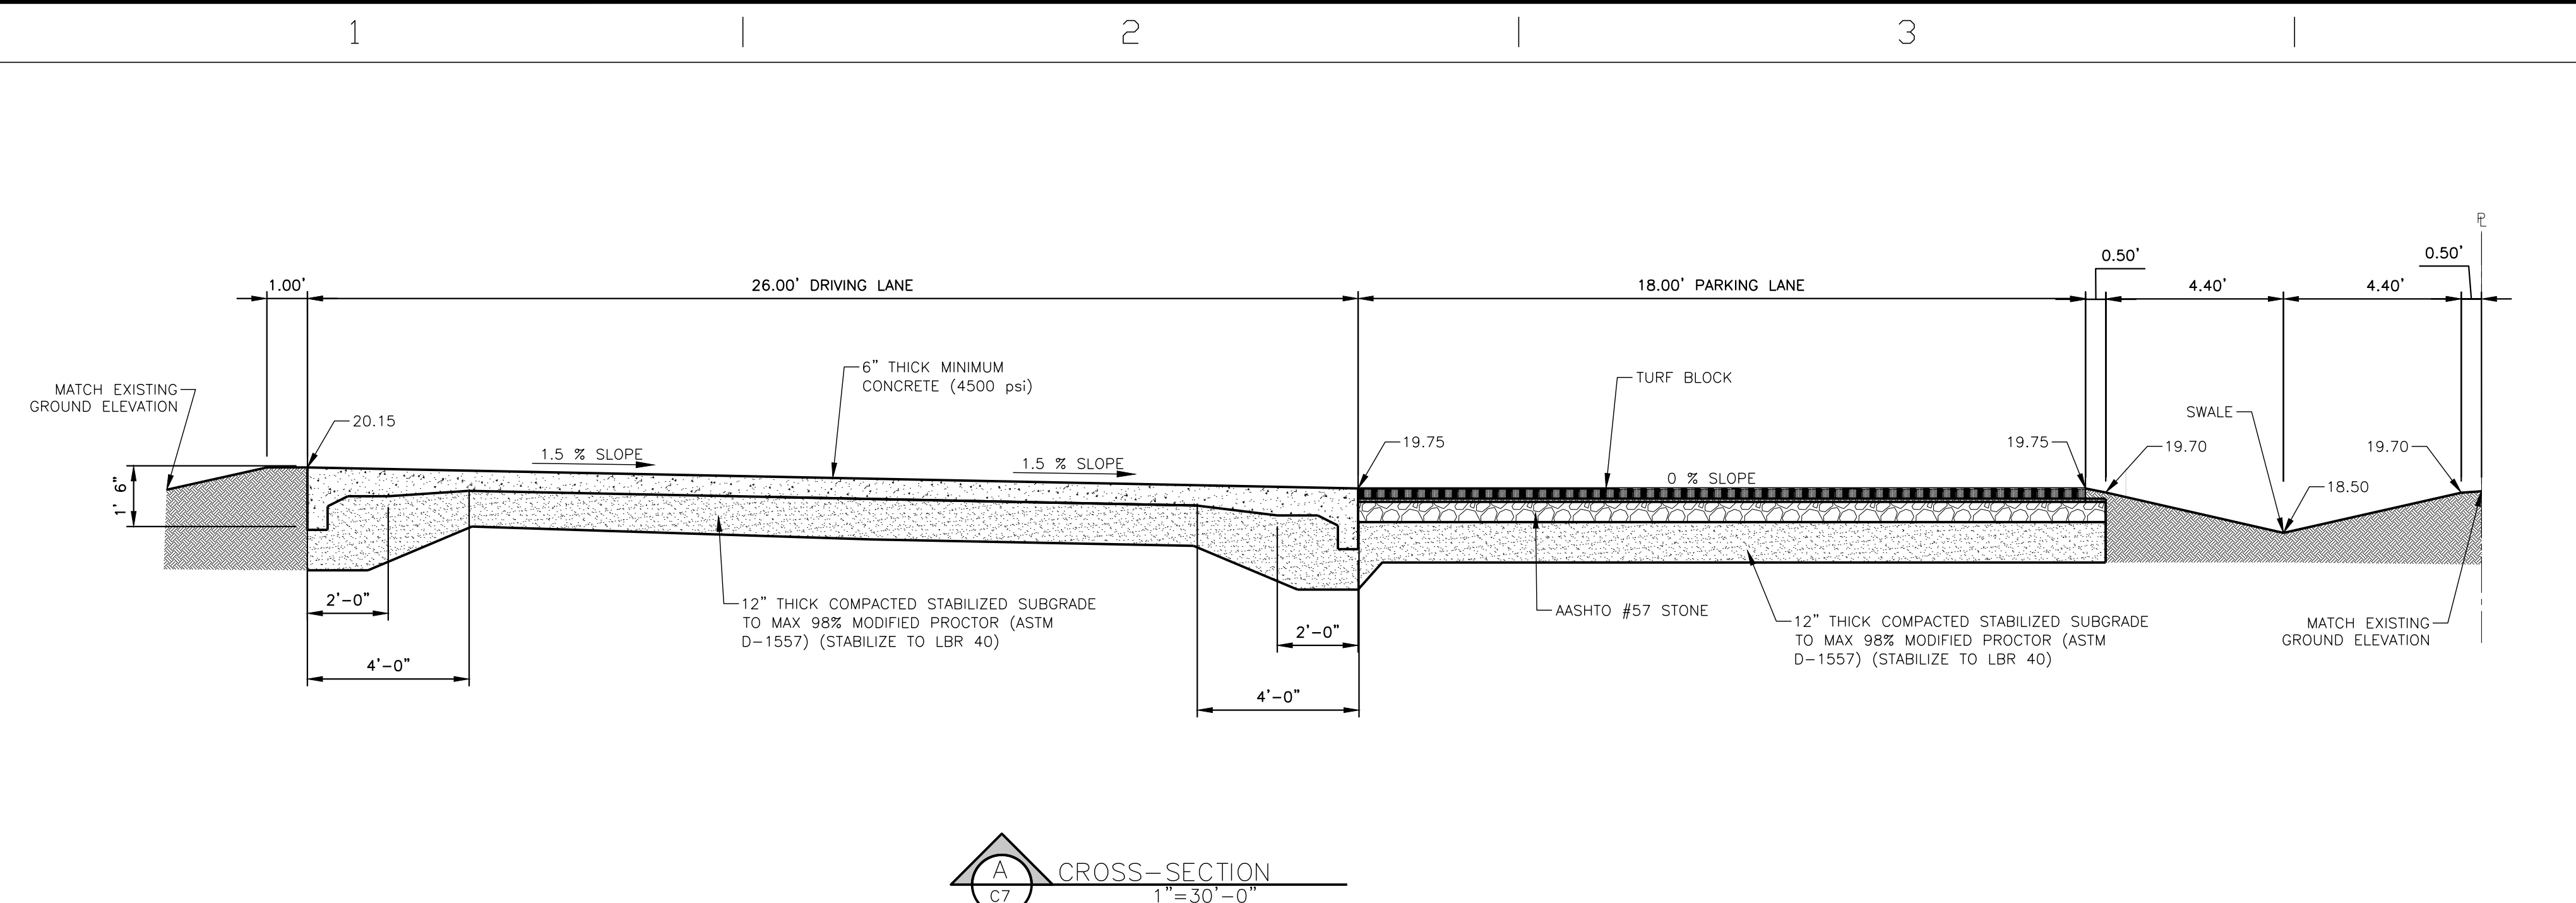 1 2 3
PL
0.50' 0.50'
1.00' 26.00' DRIVING LANE 18.00' PARKING LANE 4.40' 4.40'
6" THICK MINIMUM
CONCRETE (4500 psi)
TURF BLOCK
MATCH EXISTING
GROUND ELEVATION
SWALE
20.15
19.75 19.75 19.70 19.70
1.5 % SLOPE 1.5 % SLOPE
0 % SLOPE
18.50
1' 6"
2'-0"
12" THICK COMPACTED STABILIZED SUBGRADE
TO MAX 98% MODIFIED PROCTOR (ASTM
D-1557) (STABILIZE TO LBR 40)
AASHTO #57 STONE
12" THICK COMPACTED STABILIZED SUBGRADE
TO MAX 98% MODIFIED PROCTOR (ASTM
D-1557) (STABILIZE TO LBR 40)
MATCH EXISTING
GROUND ELEVATION
2'-0"
4'-0"
4'-0"
A CROSS-SECTION
C7 1"=30'-0"